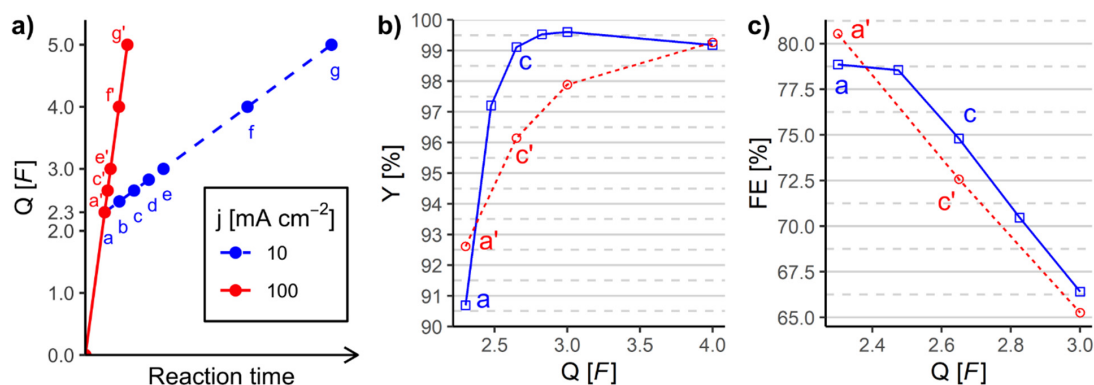 a)
Q [F]
5.0
4.0
3.0
2.3
2.0
1.0
0.0
g'
f'
e'
c'
a'
a
b
c
d
e
f
g
j [mA cm⁻²]
10
100
Reaction time
b)
Y [%]
100
99
98
97
96
95
94
93
92
91
90
c
c'
a'
a
2.5
3.0
3.5
4.0
Q [F]
c)
FE [%]
80.0
77.5
75.0
72.5
70.0
67.5
65.0
a'
a
c
c'
2.4
2.6
2.8
3.0
Q [F]